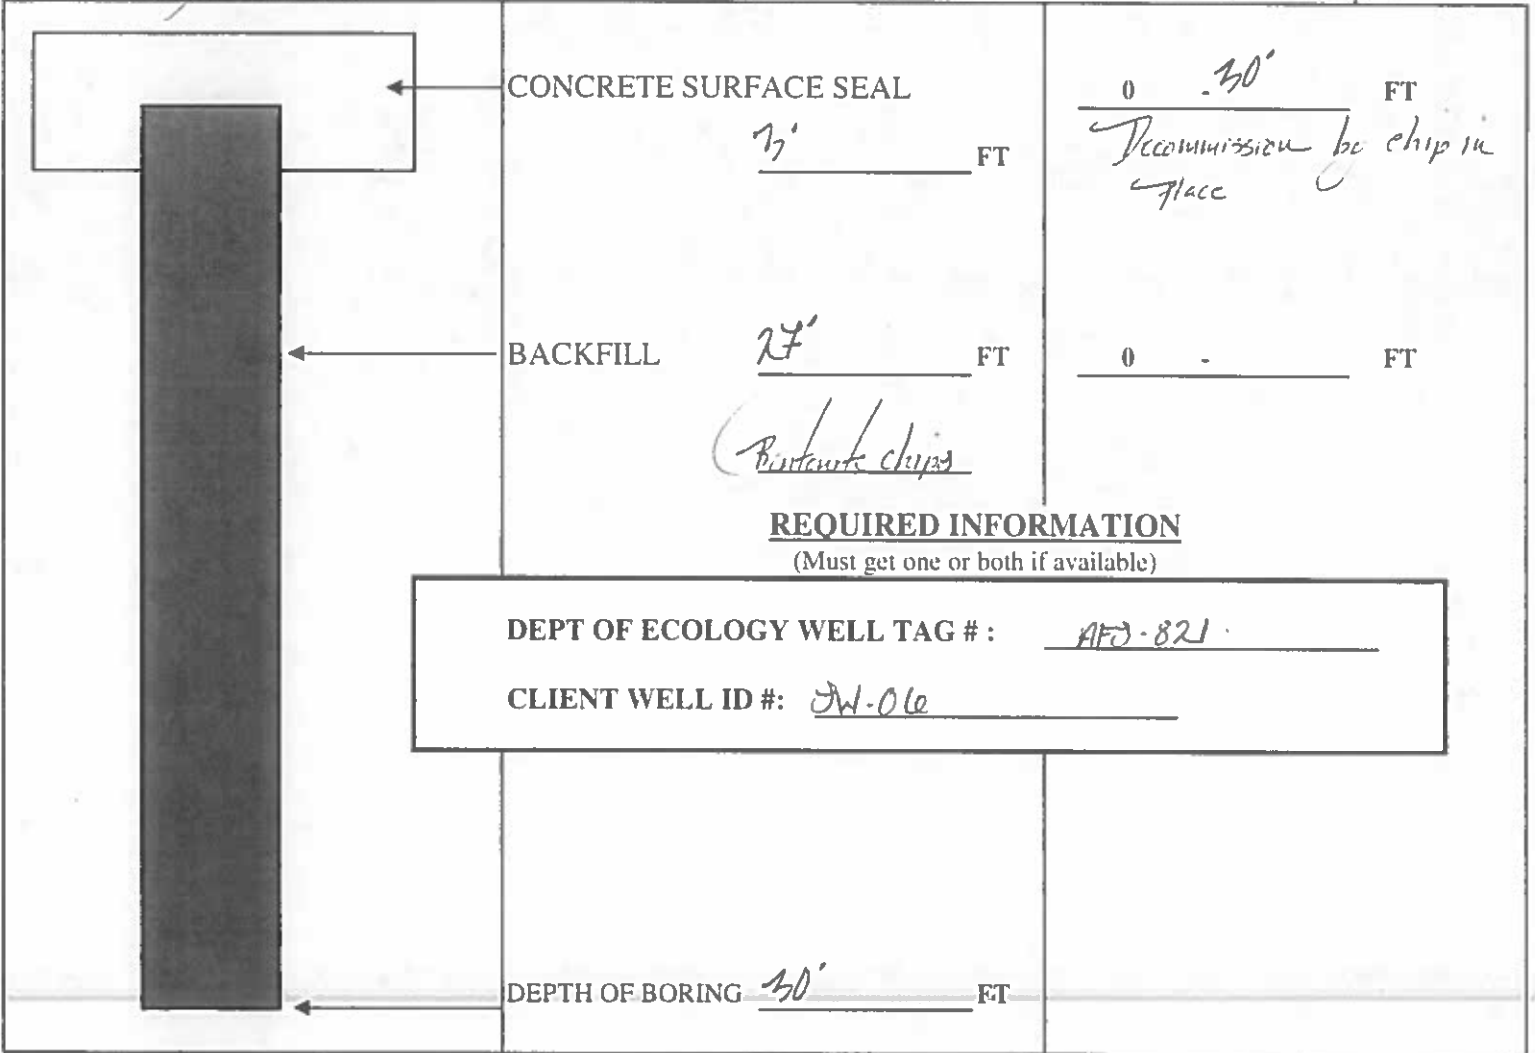 CONCRETE SURFACE SEAL
3' FT
0 - 30' FT
Decommission by chip in
Place
BACKFILL 27' FT
0 - FT
(Bentonite chips
REQUIRED INFORMATION
(Must get one or both if available)
DEPT OF ECOLOGY WELL TAG # : AFJ-821
CLIENT WELL ID #: JW-06
DEPTH OF BORING 30' FT